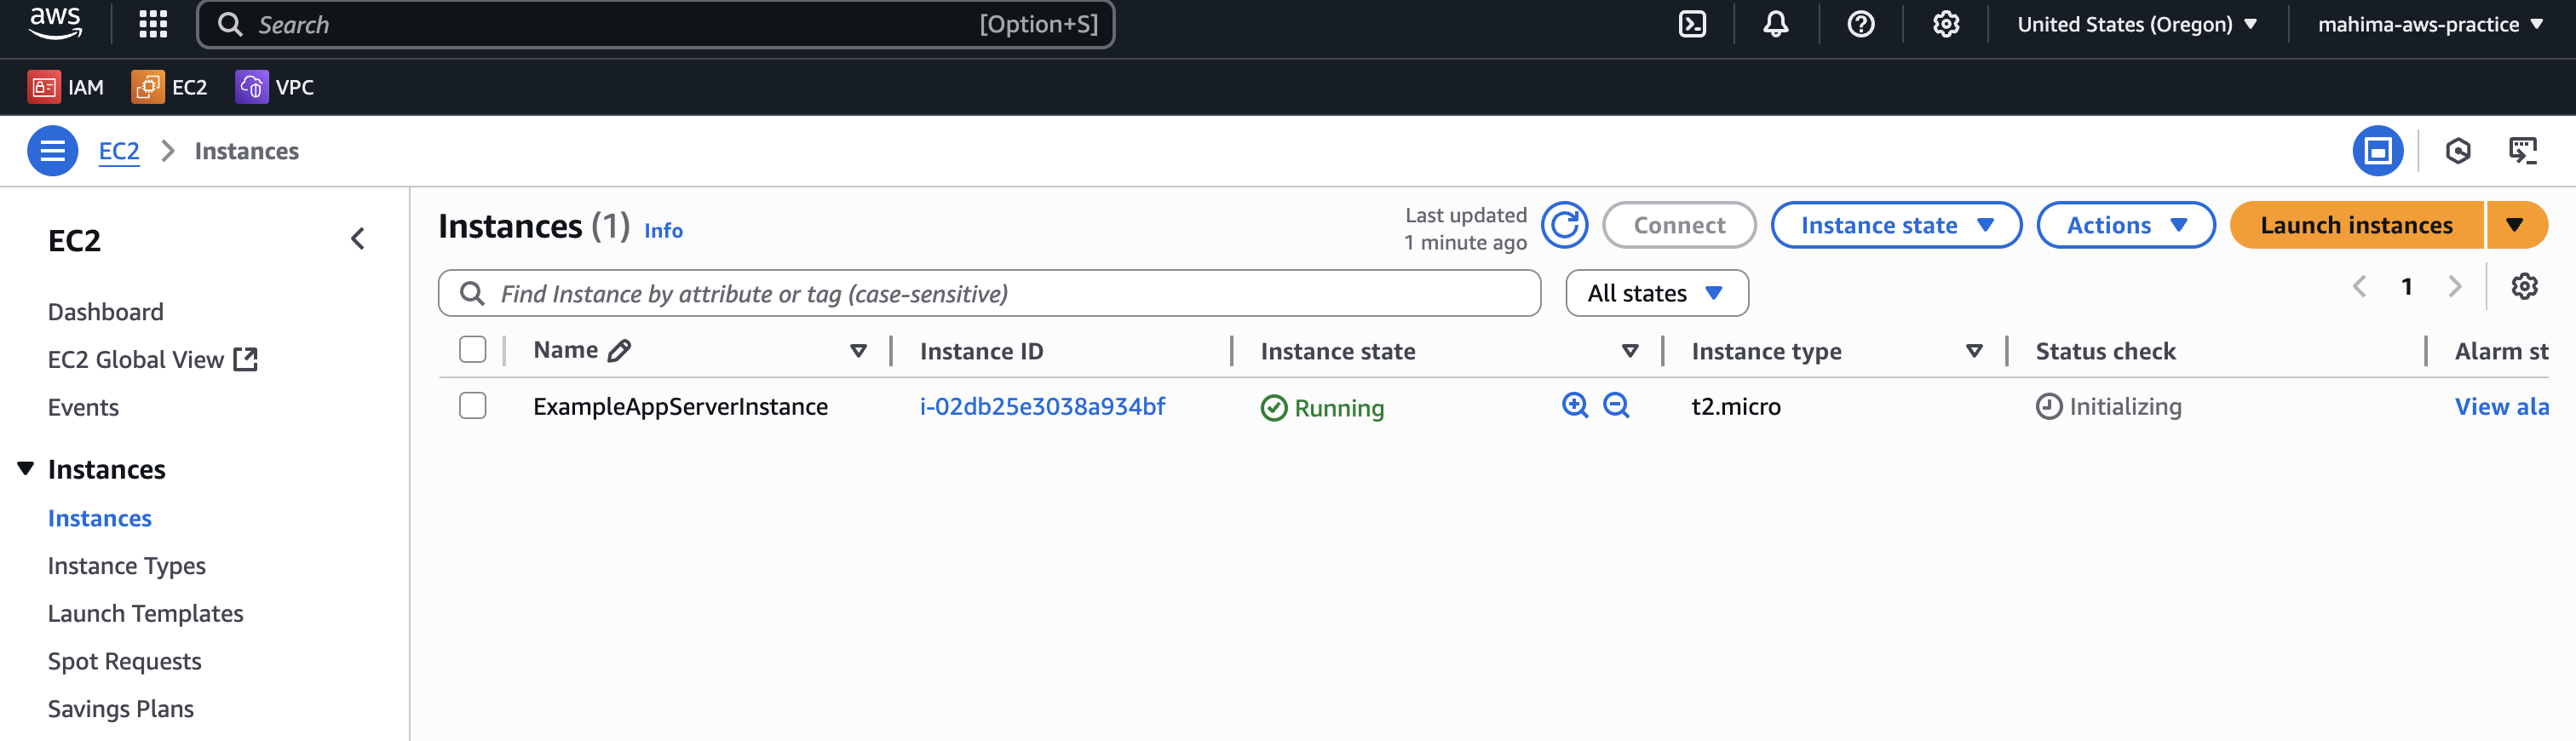 aws
Search [Option+S]
United States (Oregon)
mahima-aws-practice
IAM EC2 VPC
EC2 Instances
EC2
Dashboard
EC2 Global View
Events
Instances
Instances
Instance Types
Launch Templates
Spot Requests
Savings Plans
Instances (1) Info
Last updated
1 minute ago
Connect
Instance state
Actions
Launch instances
Find Instance by attribute or tag (case-sensitive)
All states
1
Name Instance ID Instance state Instance type Status check Alarm st
ExampleAppServerInstance i-02db25e3038a934bf Running t2.micro Initializing View ala